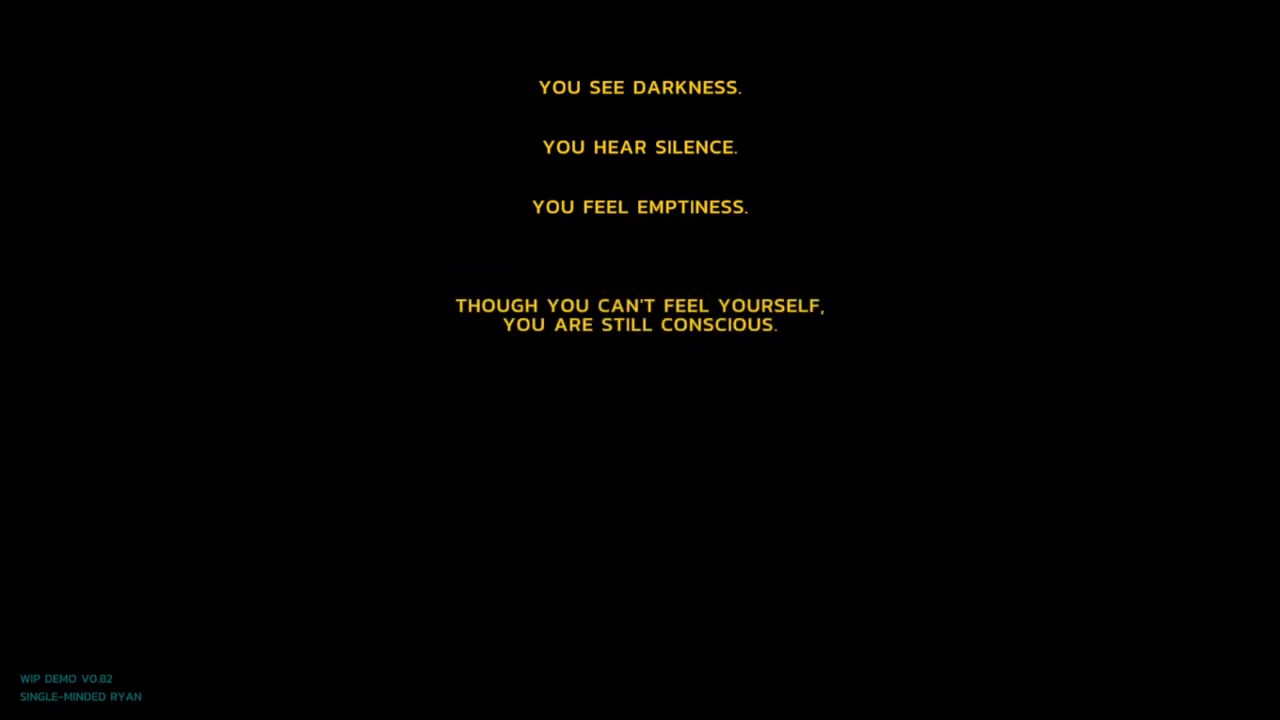 YOU SEE DARKNESS.
YOU HEAR SILENCE.
YOU FEEL EMPTINESS.
THOUGH YOU CAN'T FEEL YOURSELF,
YOU ARE STILL CONSCIOUS.
WIP DEMO V0.82
SINGLE-MINDED RYAN